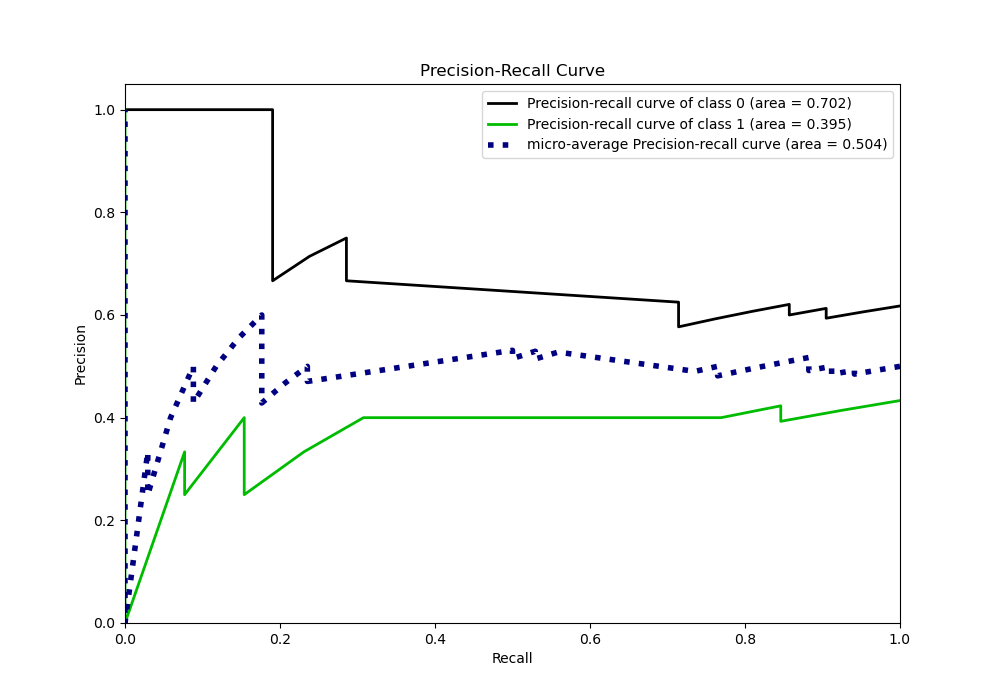 Precision-Recall Curve
Precision-recall curve of class 0 (area = 0.702)
Precision-recall curve of class 1 (area = 0.395)
micro-average Precision-recall curve (area = 0.504)
1.0
0.8
0.6
0.4
0.2
0.0
Precision
0.0 0.2 0.4 0.6 0.8 1.0
Recall